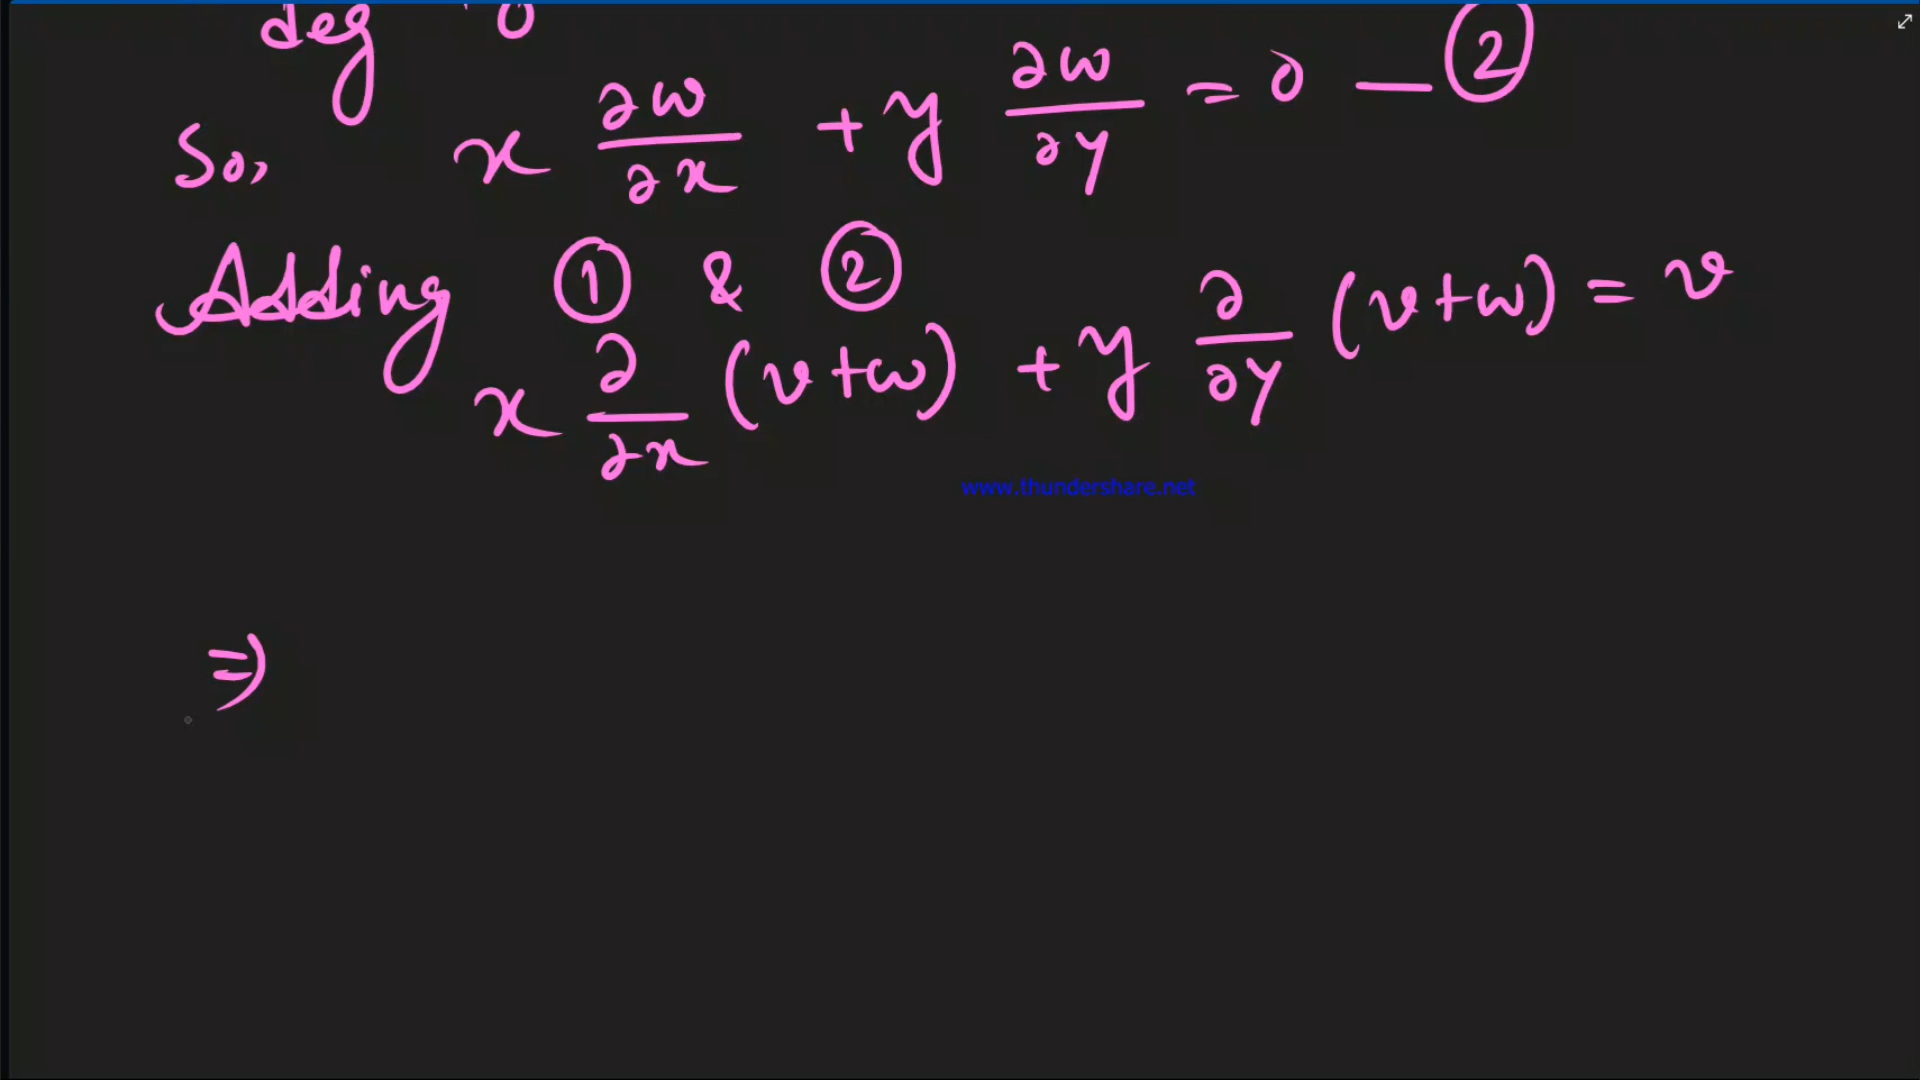 deg 0
So, x ∂w/∂x + y ∂w/∂y = 0 — ②
Adding ① & ②
x ∂/∂x (v+w) + y ∂/∂y (v+w) = v
www.thundershare.net
⇒